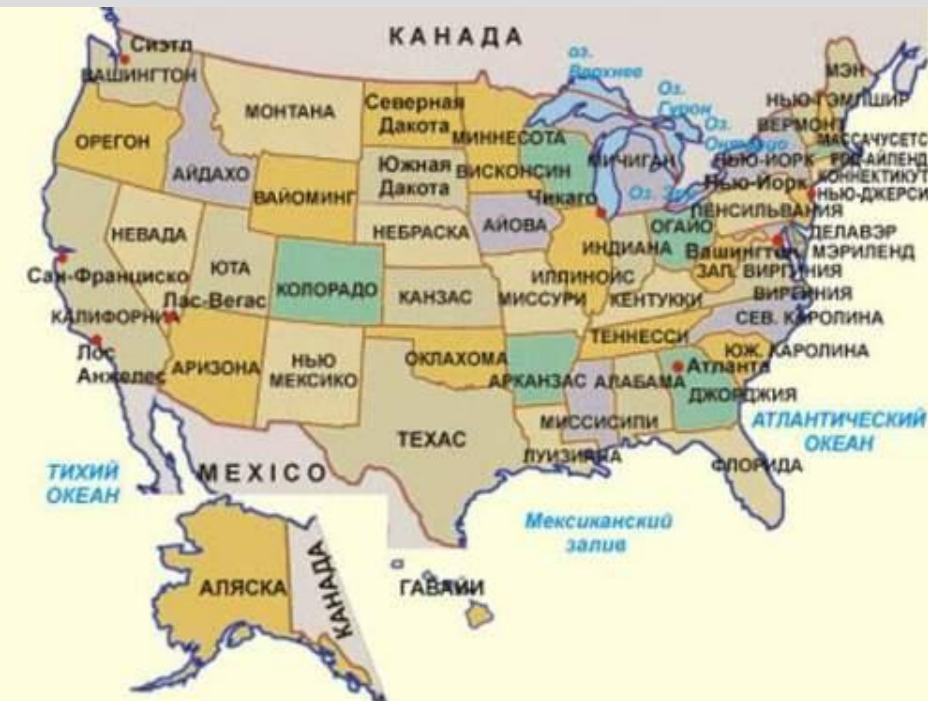 КАНАДА
Сиэтл
ВАШИНГТОН
МОНТАНА
Северная
Дакота
МИННЕСОТА
оз.
Верхнее
Оз.
Гурон
Оз.
Онтарио
МЭН
НЬЮ-ГЭМПШИР
ВЕРМОНТ
МАССАЧУСЕТС
ОРЕГОН
АЙДАХО
ВАЙОМИНГ
Южная
Дакота
ВИСКОНСИН
МИЧИГАН
НЬЮ-ЙОРК
РОД-АЙЛЕНД
КОННЕКТИКУТ
Нью-Йорк
НЬЮ-ДЖЕРСИ
Чикаго
Оз. Эри
ПЕНСИЛЬВАНИЯ
НЕВАДА
ЮТА
НЕБРАСКА
АЙОВА
ОГАЙО
ИНДИАНА
Вашингтон
ДЕЛАВЭР
МЭРИЛЕНД
Сан-Франциско
КОЛОРАДО
КАНЗАС
ИЛЛИНОИС
МИССУРИ
КЕНТУККИ
ЗАП. ВИРГИНИЯ
ВИРГИНИЯ
Лас-Вегас
КАЛИФОРНИЯ
СЕВ. КАРОЛИНА
Лос
Анжелес
АРИЗОНА
НЬЮ
МЕКСИКО
ОКЛАХОМА
АРКАНЗАС
ТЕННЕССИ
ЮЖ. КАРОЛИНА
Атланта
АЛАБАМА
ДЖОРДЖИЯ
ТЕХАС
МИССИСИПИ
ЛУИЗИАНА
ФЛОРИДА
АТЛАНТИЧЕСКИЙ
ОКЕАН
ТИХИЙ
ОКЕАН
MEXICO
Мексиканский
залив
АЛЯСКА
КАНАДА
ГАВАЙИ